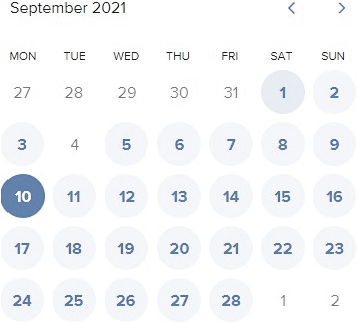 September 2021
MON TUE WED THU FRI SAT SUN
27 28 29 30 31 1 2
3 4 5 6 7 8 9
10 11 12 13 14 15 16
17 18 19 20 21 22 23
24 25 26 27 28 1 2